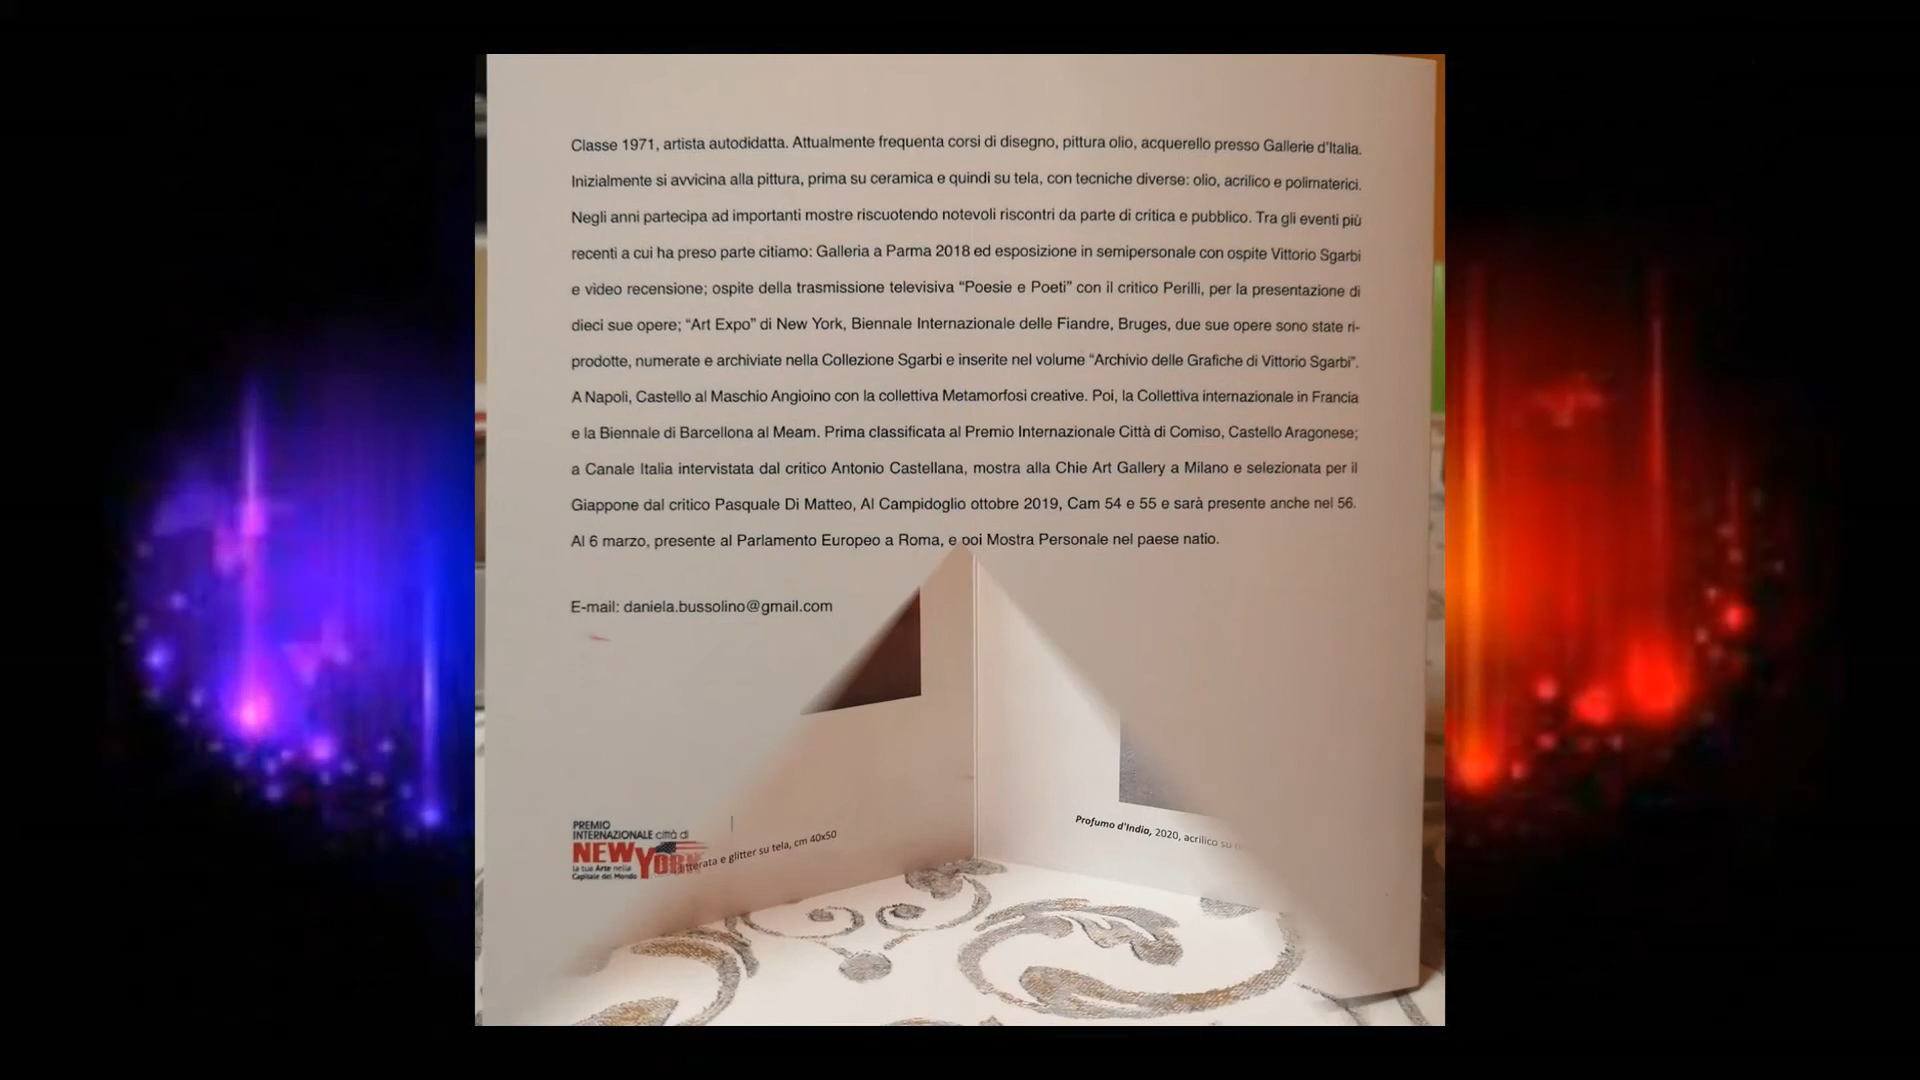 Classe 1971, artista autodidatta. Attualmente frequenta corsi di disegno, pittura olio, acquerello presso Gallerie d'Italia.
Inizialmente si avvicina alla pittura, prima su ceramica e quindi su tela, con tecniche diverse: olio, acrilico e polimaterici.
Negli anni partecipa ad importanti mostre riscuotendo notevoli riscontri da parte di critica e pubblico. Tra gli eventi più
recenti a cui ha preso parte citiamo: Galleria a Parma 2018 ed esposizione in semipersonale con ospite Vittorio Sgarbi
e video recensione; ospite della trasmissione televisiva “Poesie e Poeti” con il critico Perilli, per la presentazione di
dieci sue opere; “Art Expo” di New York, Biennale Internazionale delle Fiandre, Bruges, due sue opere sono state ri-
prodotte, numerate e archiviate nella Collezione Sgarbi e inserite nel volume “Archivio delle Grafiche di Vittorio Sgarbi”.
A Napoli, Castello al Maschio Angioino con la collettiva Metamorfosi creative. Poi, la Collettiva internazionale in Francia
e la Biennale di Barcellona al Meam. Prima classificata al Premio Internazionale Città di Comiso, Castello Aragonese;
a Canale Italia intervistata dal critico Antonio Castellana, mostra alla Chie Art Gallery a Milano e selezionata per il
Giappone dal critico Pasquale Di Matteo, Al Campidoglio ottobre 2019, Cam 54 e 55 e sarà presente anche nel 56.
Al 6 marzo, presente al Parlamento Europeo a Roma, e poi Mostra Personale nel paese natio.
E-mail: daniela.bussolino@gmail.com
PREMIO
INTERNAZIONALE città di
NEW YORK
la tua Arte nella
Capitale del Mondo
e glitter su tela, cm 40x50
Profumo d'India, 2020, acrilico su